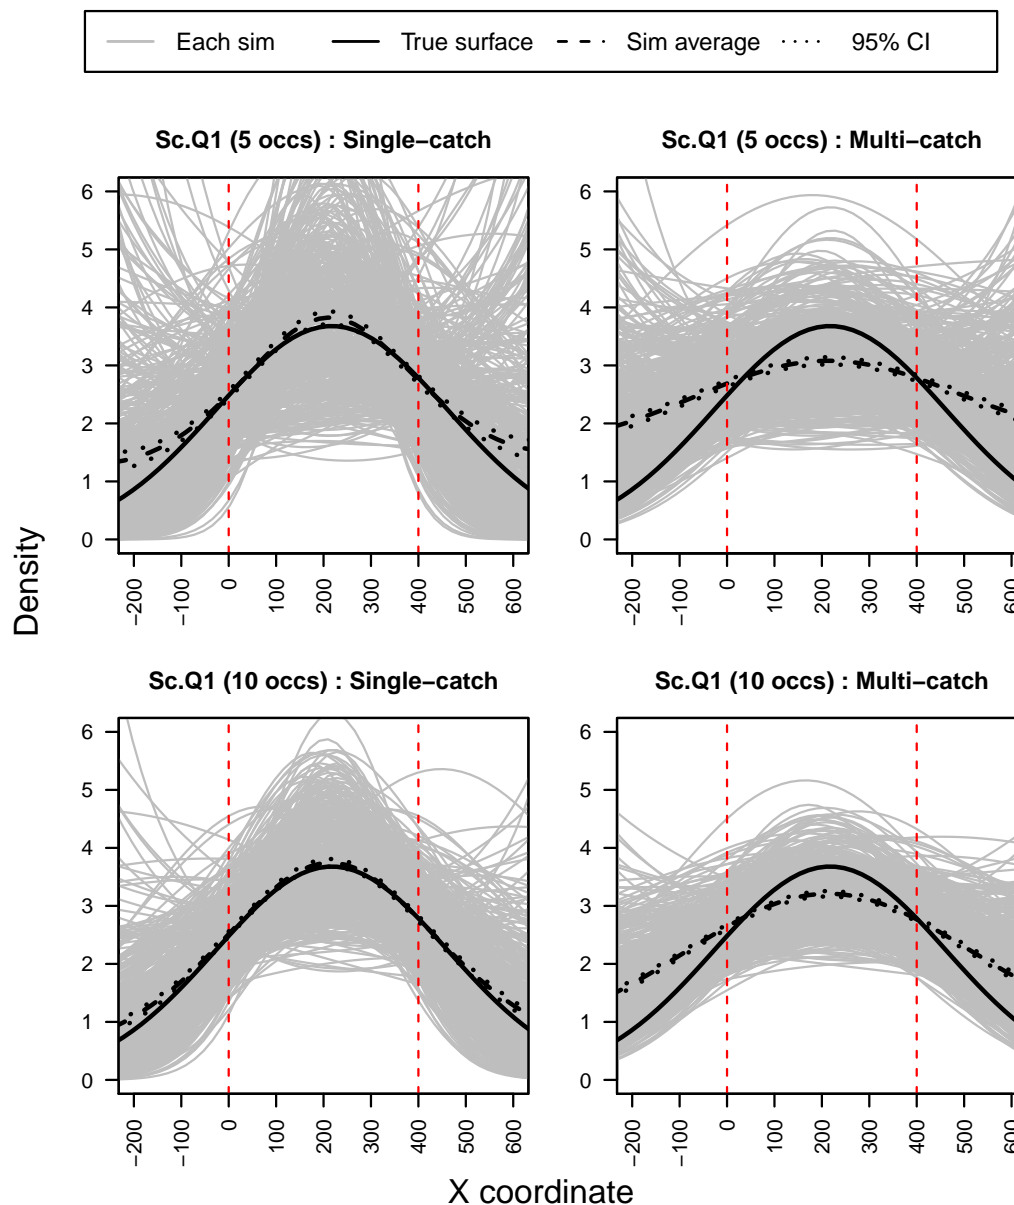 Each sim True surface Sim average 95% CI
Sc.Q1 (5 occs) : Single−catch
Sc.Q1 (5 occs) : Multi−catch
6
5
4
3
2
1
0
−200 −100 0 100 200 300 400 500 600
6
5
4
3
2
1
0
−200 −100 0 100 200 300 400 500 600
Density
Sc.Q1 (10 occs) : Single−catch
Sc.Q1 (10 occs) : Multi−catch
6
5
4
3
2
1
0
−200 −100 0 100 200 300 400 500 600
6
5
4
3
2
1
0
−200 −100 0 100 200 300 400 500 600
X coordinate